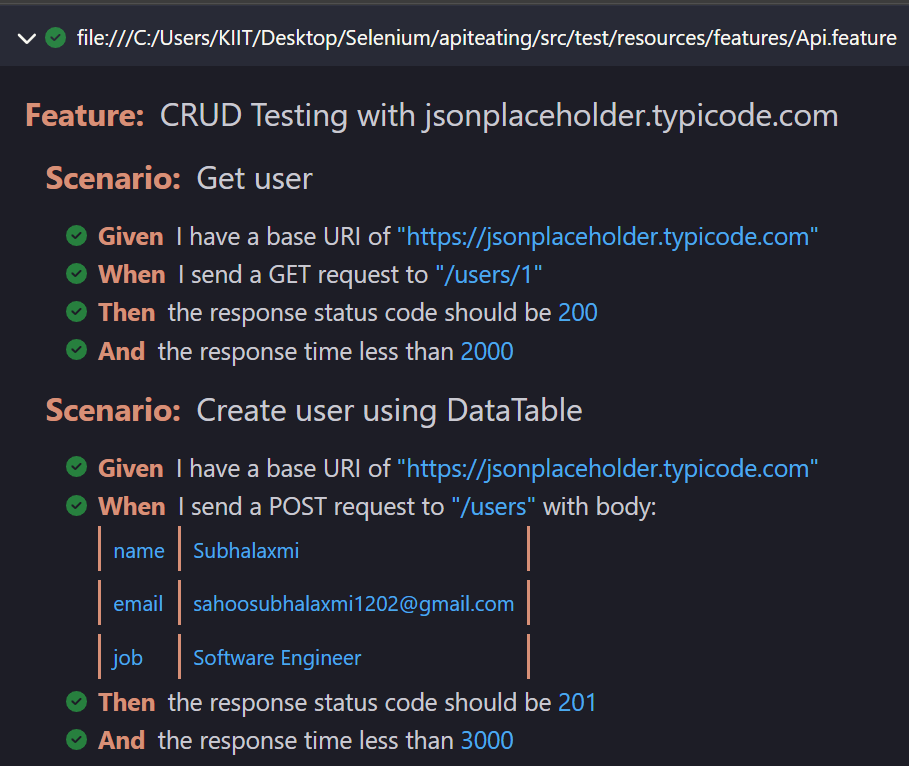 file:///C:/Users/KIIT/Desktop/Selenium/apiteating/src/test/resources/features/Api.feature
Feature: CRUD Testing with jsonplaceholder.typicode.com
Scenario: Get user
Given I have a base URI of "https://jsonplaceholder.typicode.com"
When I send a GET request to "/users/1"
Then the response status code should be 200
And the response time less than 2000
Scenario: Create user using DataTable
Given I have a base URI of "https://jsonplaceholder.typicode.com"
When I send a POST request to "/users" with body:
name Subhalaxmi
email sahoosubhalaxmi1202@gmail.com
job Software Engineer
Then the response status code should be 201
And the response time less than 3000